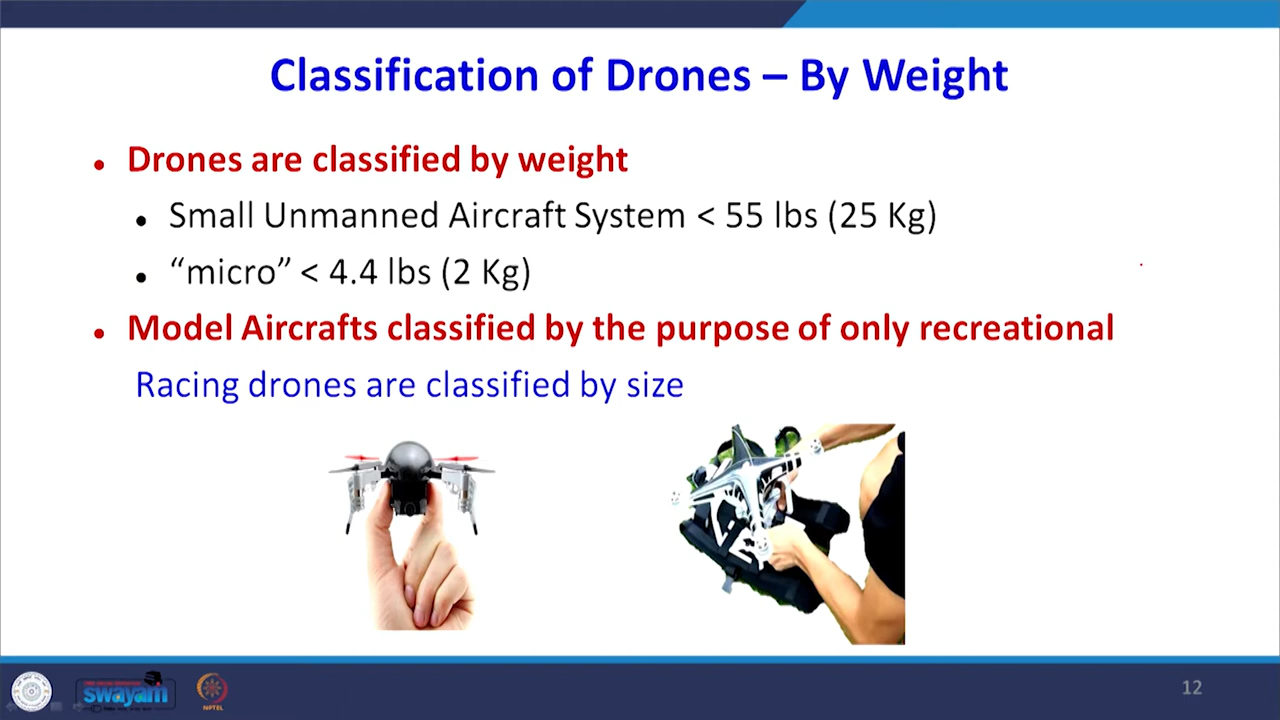 Classification of Drones – By Weight
• Drones are classified by weight
• Small Unmanned Aircraft System < 55 lbs (25 Kg)
• “micro” < 4.4 lbs (2 Kg)
• Model Aircrafts classified by the purpose of only recreational
Racing drones are classified by size
swayam
NPTEL
12